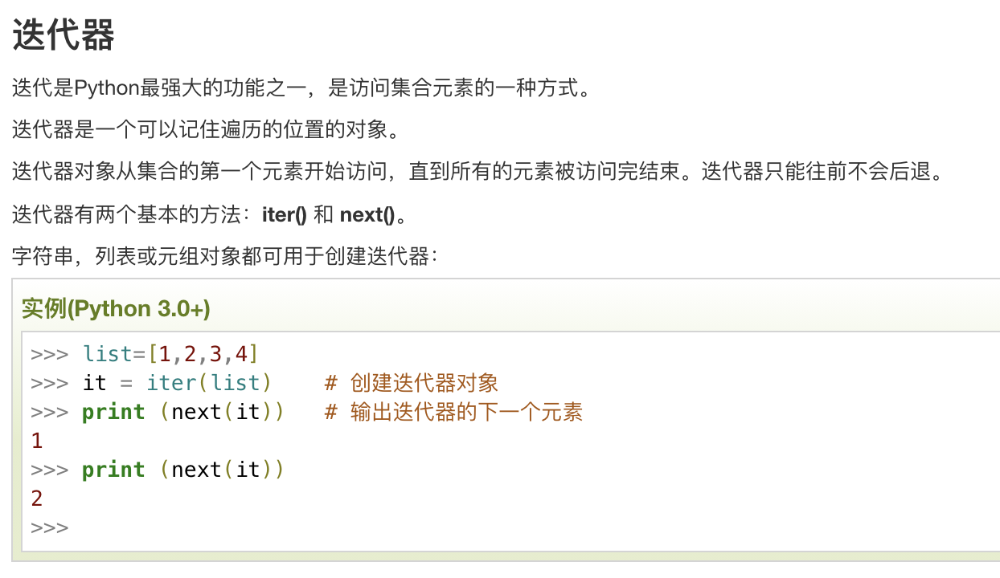 迭代器
迭代是Python最强大的功能之一，是访问集合元素的一种方式。
迭代器是一个可以记住遍历的位置的对象。
迭代器对象从集合的第一个元素开始访问，直到所有的元素被访问完结束。迭代器只能往前不会后退。
迭代器有两个基本的方法：iter() 和 next()。
字符串，列表或元组对象都可用于创建迭代器：
实例(Python 3.0+)
>>> list=[1,2,3,4]
>>> it = iter(list)    # 创建迭代器对象
>>> print (next(it))   # 输出迭代器的下一个元素
1
>>> print (next(it))
2
>>>